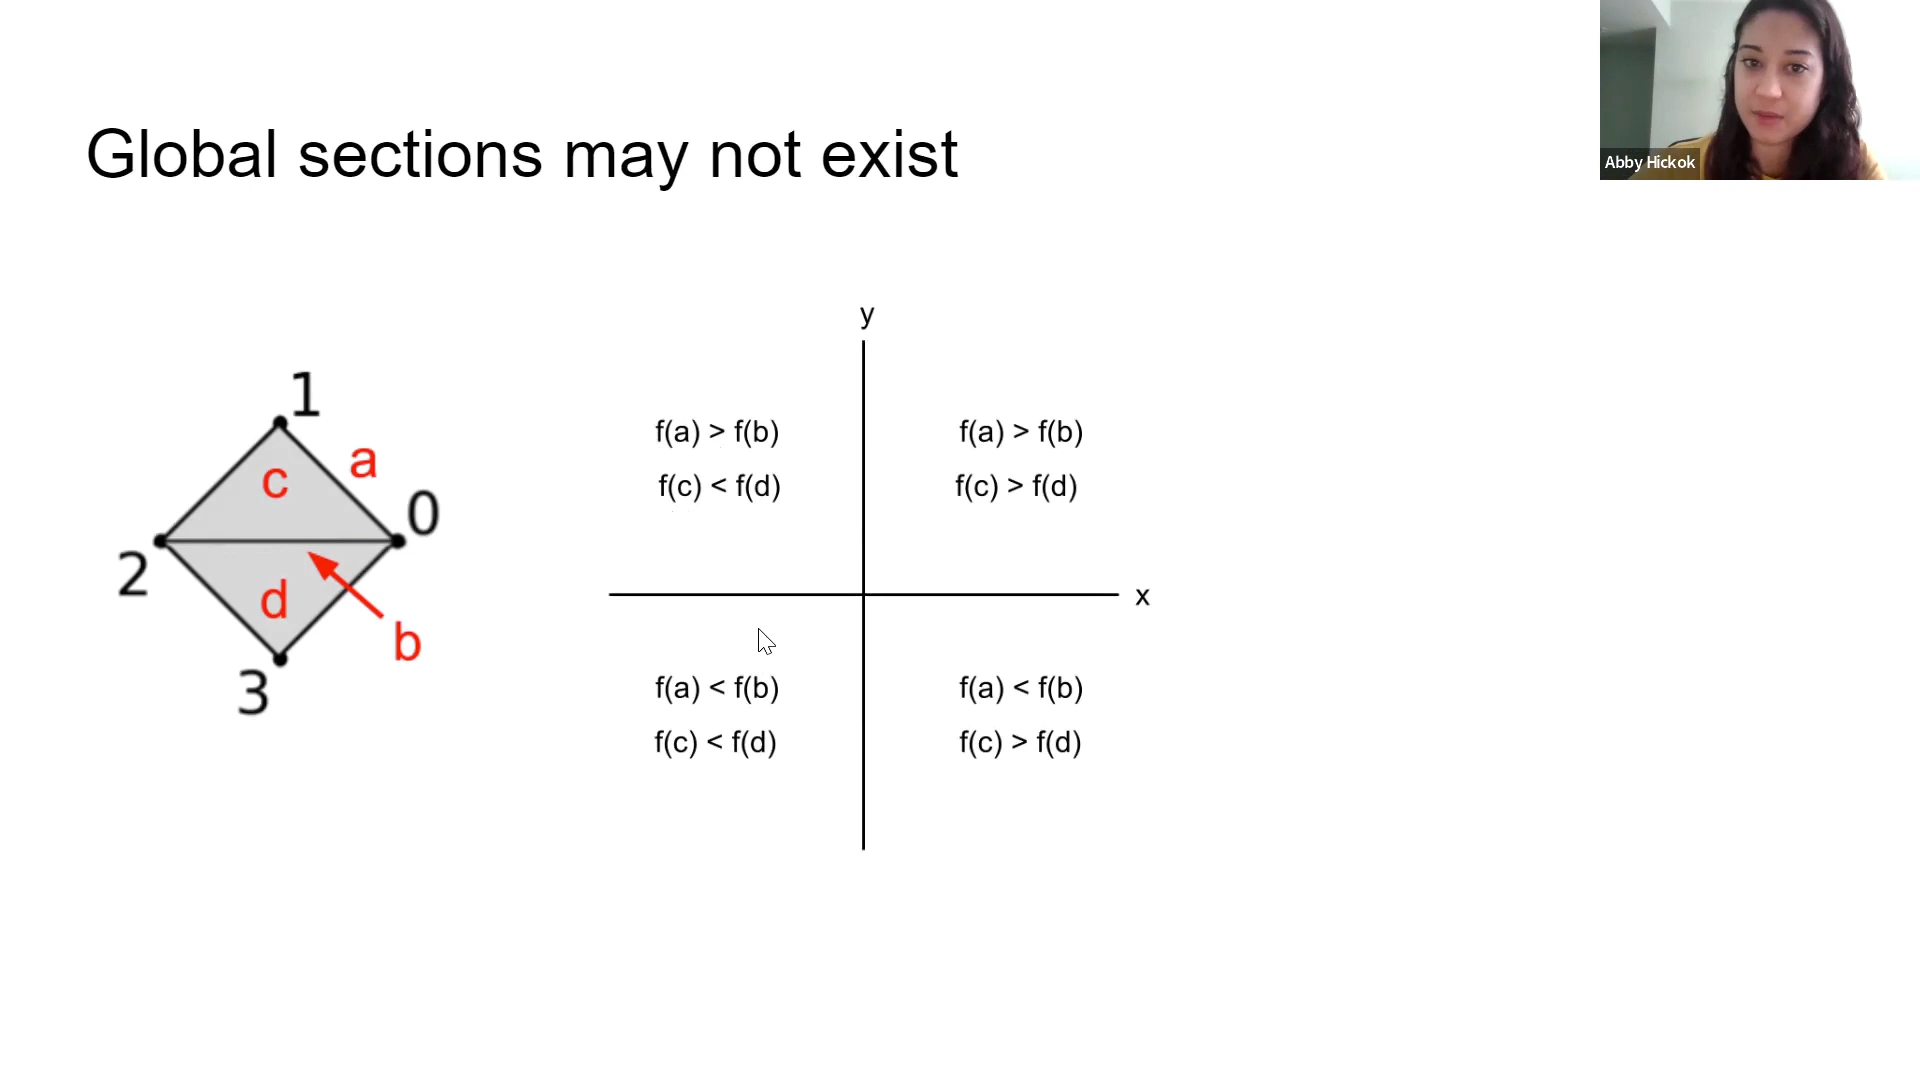 Global sections may not exist
Abby Hickok
1
a
c
0
2
d
b
3
y
f(a) > f(b)
f(c) < f(d)
f(a) > f(b)
f(c) > f(d)
x
f(a) < f(b)
f(c) < f(d)
f(a) < f(b)
f(c) > f(d)